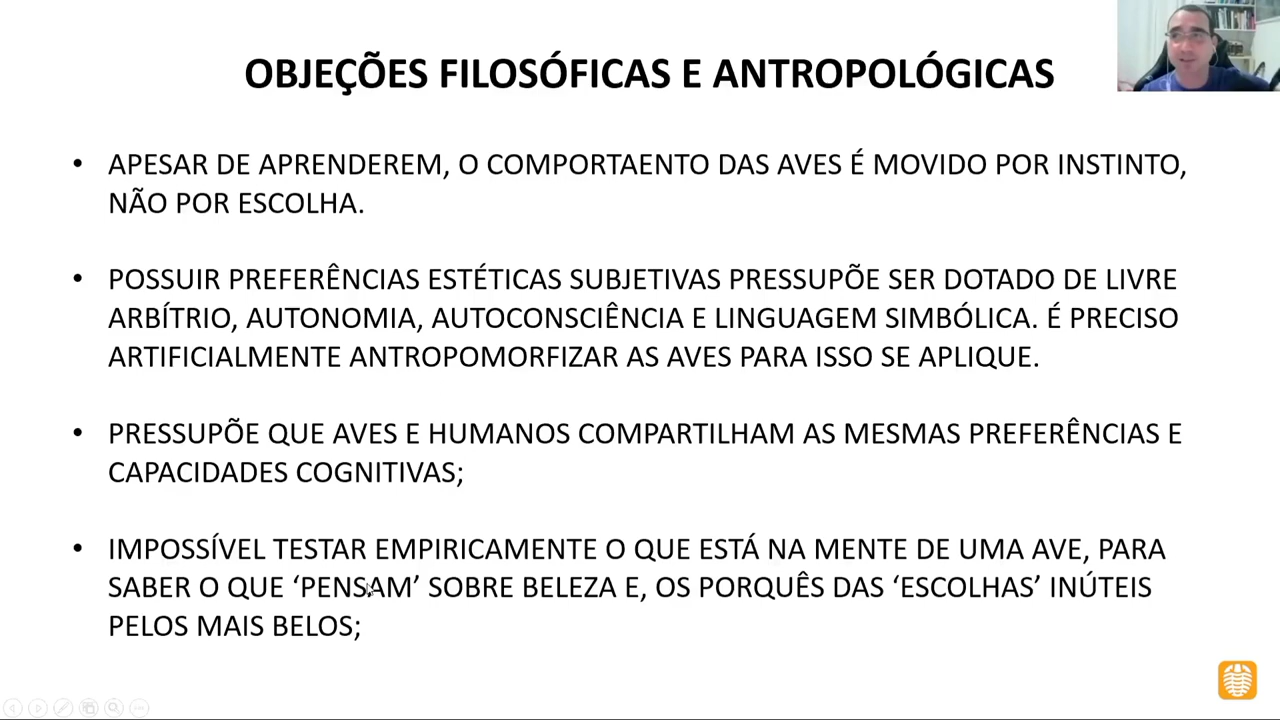 OBJEÇÕES FILOSÓFICAS E ANTROPOLÓGICAS
• APESAR DE APRENDEREM, O COMPORTAENTO DAS AVES É MOVIDO POR INSTINTO,
NÃO POR ESCOLHA.
• POSSUIR PREFERÊNCIAS ESTÉTICAS SUBJETIVAS PRESSUPÕE SER DOTADO DE LIVRE
ARBÍTRIO, AUTONOMIA, AUTOCONSCIÊNCIA E LINGUAGEM SIMBÓLICA. É PRECISO
ARTIFICIALMENTE ANTROPOMORFIZAR AS AVES PARA ISSO SE APLIQUE.
• PRESSUPÕE QUE AVES E HUMANOS COMPARTILHAM AS MESMAS PREFERÊNCIAS E
CAPACIDADES COGNITIVAS;
• IMPOSSÍVEL TESTAR EMPIRICAMENTE O QUE ESTÁ NA MENTE DE UMA AVE, PARA
SABER O QUE ‘PENSAM’ SOBRE BELEZA E, OS PORQUÊS DAS ‘ESCOLHAS’ INÚTEIS
PELOS MAIS BELOS;